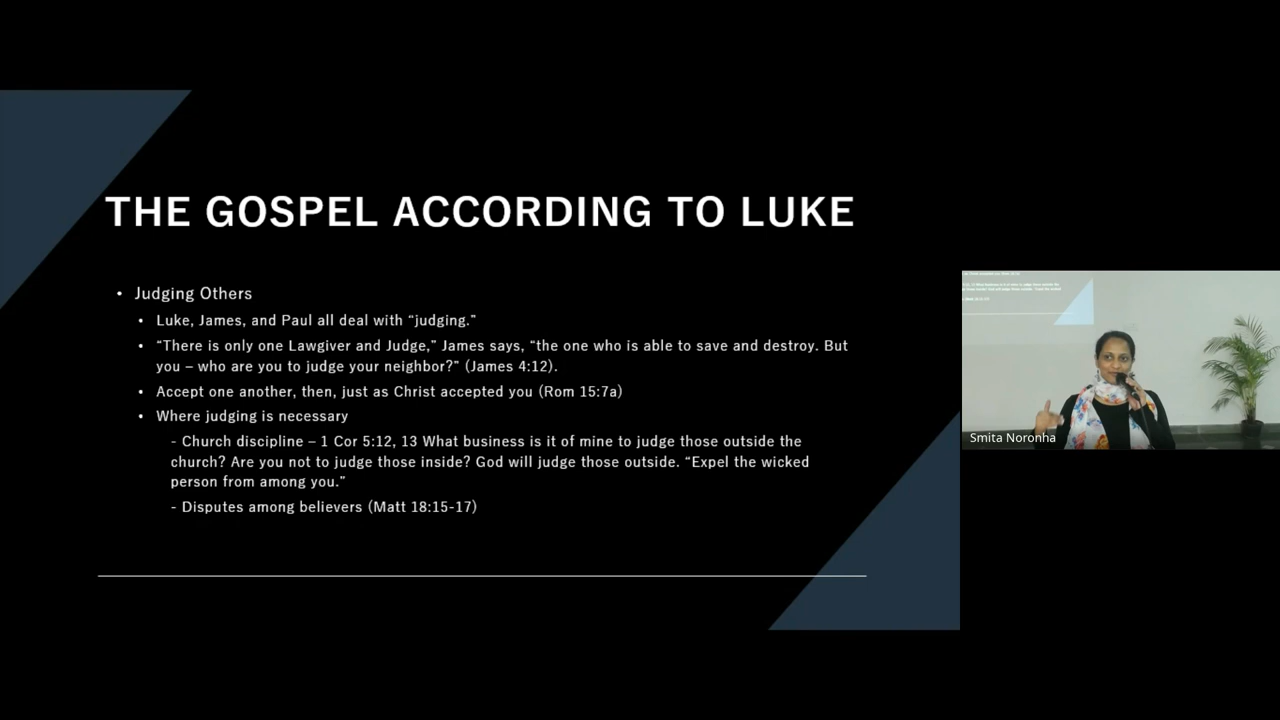 THE GOSPEL ACCORDING TO LUKE
• Judging Others
• Luke, James, and Paul all deal with “judging.”
• “There is only one Lawgiver and Judge,” James says, “the one who is able to save and destroy. But
you – who are you to judge your neighbor?” (James 4:12).
• Accept one another, then, just as Christ accepted you (Rom 15:7a)
• Where judging is necessary
- Church discipline – 1 Cor 5:12, 13 What business is it of mine to judge those outside the
church? Are you not to judge those inside? God will judge those outside. “Expel the wicked
person from among you.”
- Disputes among believers (Matt 18:15-17)
Smita Noronha